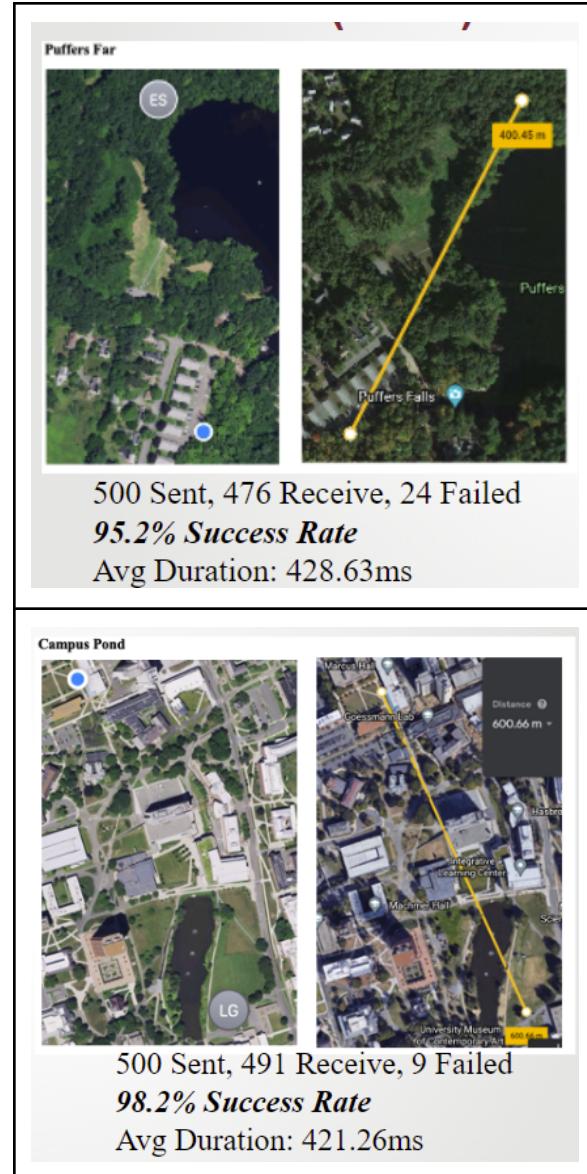 Puffers Far
ES
400.45 m
Puffers
Puffers Falls
500 Sent, 476 Receive, 24 Failed
95.2% Success Rate
Avg Duration: 428.63ms
Campus Pond
Marcus Hall
Goessmann Lab
Distance
600.66 m
Hasbro
Integrative
Learning Center
Machmer Hall
Scie
LG
University Museum
of Contemporary Art
600.66 m
500 Sent, 491 Receive, 9 Failed
98.2% Success Rate
Avg Duration: 421.26ms